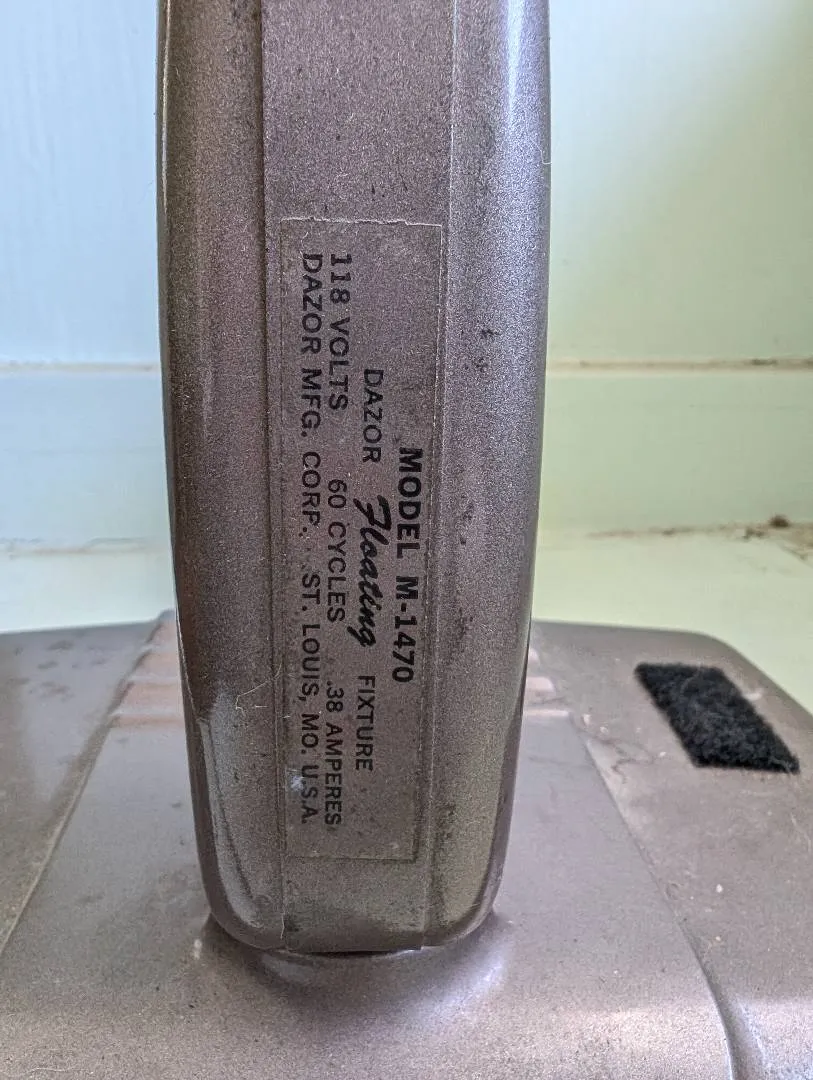 MODEL M-1470
DAZOR Floating FIXTURE
118 VOLTS 60 CYCLES .38 AMPERES
DAZOR MFG. CORP. ST. LOUIS, MO. U.S.A.